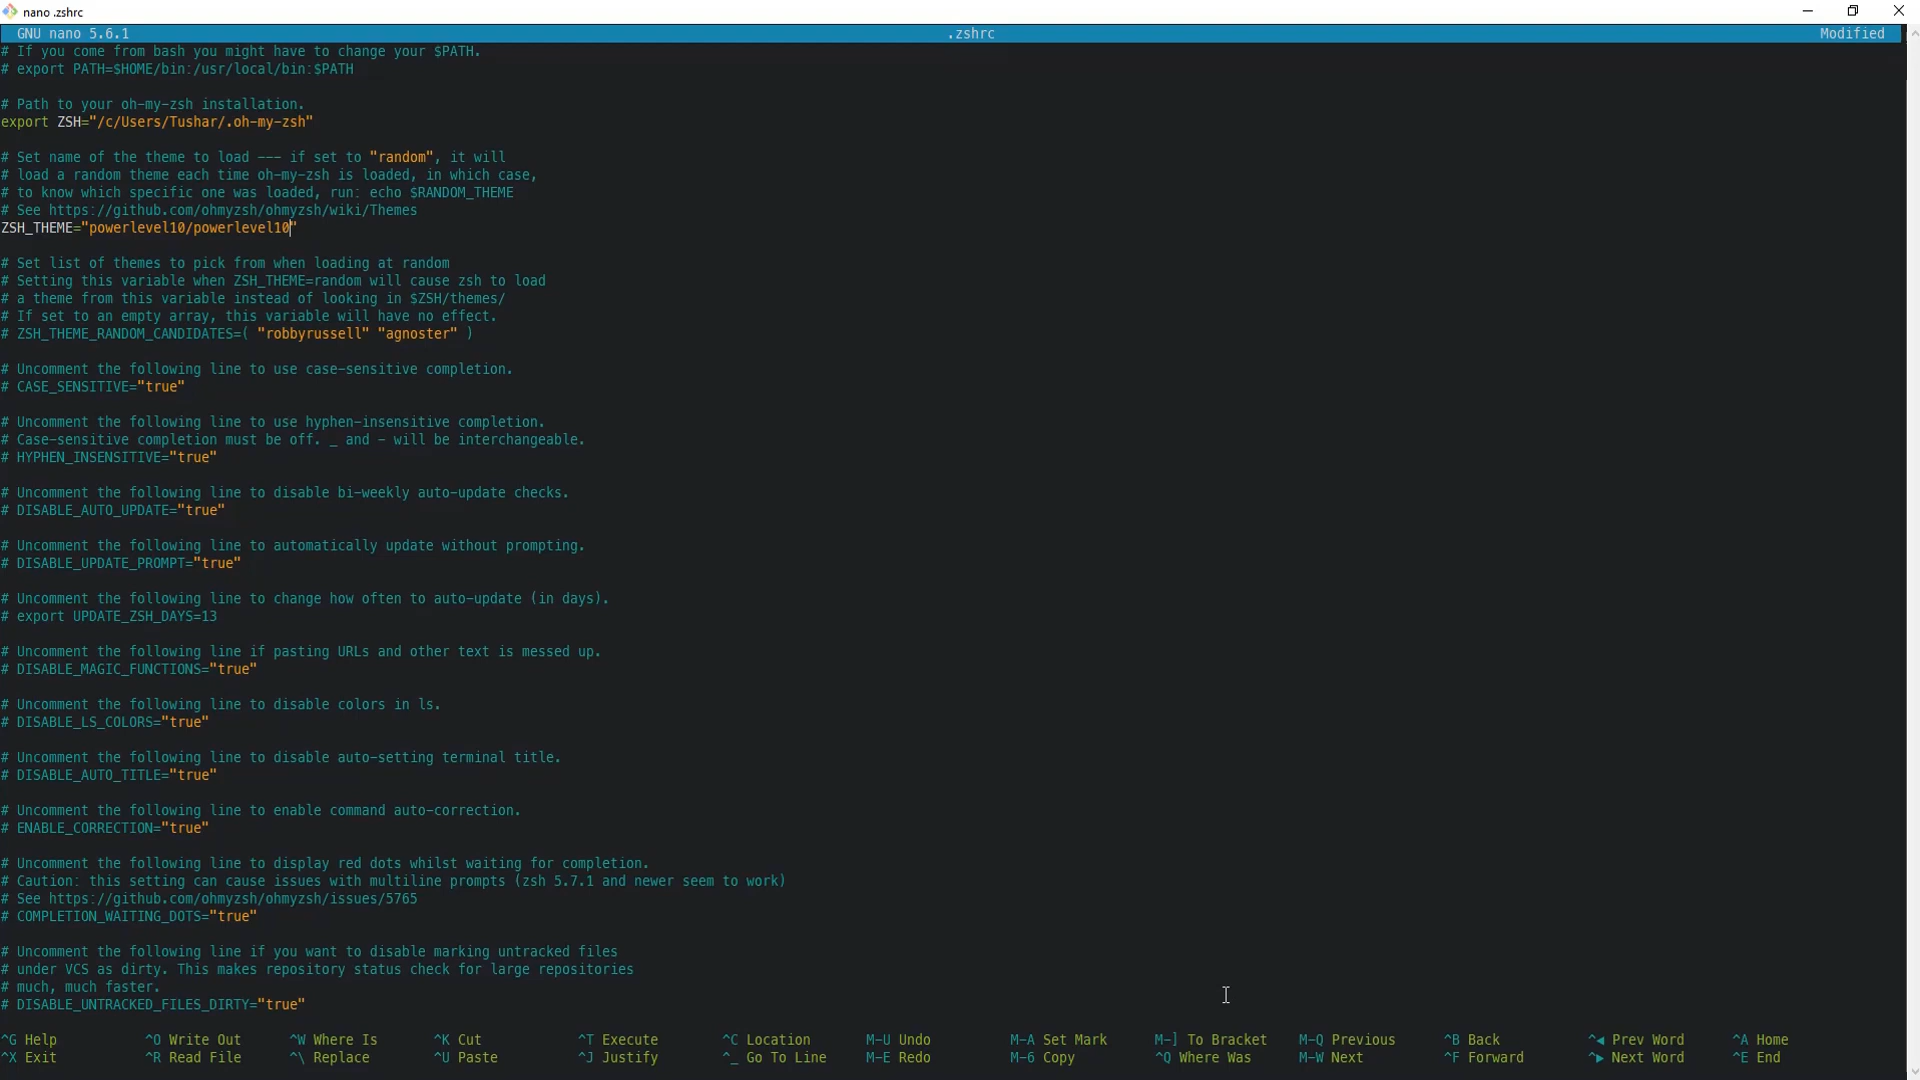 nano .zshrc
GNU nano 5.6.1 .zshrc Modified
# If you come from bash you might have to change your $PATH.
# export PATH=$HOME/bin:/usr/local/bin:$PATH
# Path to your oh-my-zsh installation.
export ZSH="/c/Users/Tushar/.oh-my-zsh"
# Set name of the theme to load --- if set to "random", it will
# load a random theme each time oh-my-zsh is loaded, in which case,
# to know which specific one was loaded, run: echo $RANDOM_THEME
# See https://github.com/ohmyzsh/ohmyzsh/wiki/Themes
ZSH_THEME="powerlevel10/powerlevel10"
# Set list of themes to pick from when loading at random
# Setting this variable when ZSH_THEME=random will cause zsh to load
# a theme from this variable instead of looking in $ZSH/themes/
# If set to an empty array, this variable will have no effect.
# ZSH_THEME_RANDOM_CANDIDATES=( "robbyrussell" "agnoster" )
# Uncomment the following line to use case-sensitive completion.
# CASE_SENSITIVE="true"
# Uncomment the following line to use hyphen-insensitive completion.
# Case-sensitive completion must be off. _ and - will be interchangeable.
# HYPHEN_INSENSITIVE="true"
# Uncomment the following line to disable bi-weekly auto-update checks.
# DISABLE_AUTO_UPDATE="true"
# Uncomment the following line to automatically update without prompting.
# DISABLE_UPDATE_PROMPT="true"
# Uncomment the following line to change how often to auto-update (in days).
# export UPDATE_ZSH_DAYS=13
# Uncomment the following line if pasting URLs and other text is messed up.
# DISABLE_MAGIC_FUNCTIONS="true"
# Uncomment the following line to disable colors in ls.
# DISABLE_LS_COLORS="true"
# Uncomment the following line to disable auto-setting terminal title.
# DISABLE_AUTO_TITLE="true"
# Uncomment the following line to enable command auto-correction.
# ENABLE_CORRECTION="true"
# Uncomment the following line to display red dots whilst waiting for completion.
# Caution: this setting can cause issues with multiline prompts (zsh 5.7.1 and newer seem to work)
# See https://github.com/ohmyzsh/ohmyzsh/issues/5765
# COMPLETION_WAITING_DOTS="true"
# Uncomment the following line if you want to disable marking untracked files
# under VCS as dirty. This makes repository status check for large repositories
# much, much faster.
# DISABLE_UNTRACKED_FILES_DIRTY="true"
^G Help ^O Write Out ^W Where Is ^K Cut ^T Execute ^C Location M-U Undo M-A Set Mark M-] To Bracket M-Q Previous ^B Back ^◀ Prev Word ^A Home
^X Exit ^R Read File ^\ Replace ^U Paste ^J Justify ^_ Go To Line M-E Redo M-6 Copy ^Q Where Was M-W Next ^F Forward ^▶ Next Word ^E End